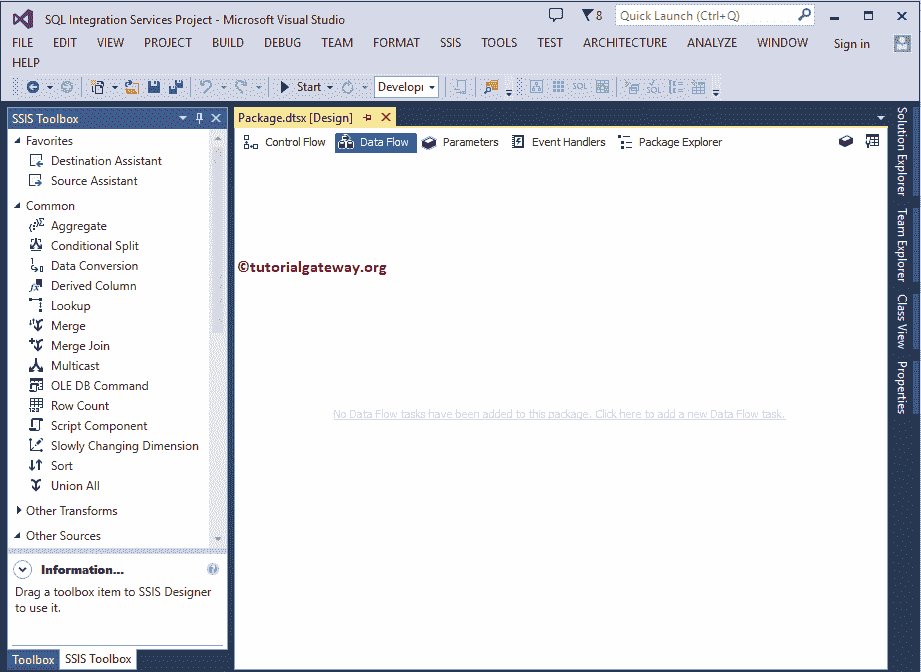 SQL Integration Services Project - Microsoft Visual Studio
8
Quick Launch (Ctrl+Q)
FILE EDIT VIEW PROJECT BUILD DEBUG TEAM FORMAT SSIS TOOLS TEST ARCHITECTURE ANALYZE WINDOW Sign in
HELP
Start Developi SQL SQL
SSIS Toolbox
Package.dtsx [Design]
Control Flow Data Flow Parameters Event Handlers Package Explorer
Favorites
Destination Assistant
Source Assistant
Common
Aggregate
Conditional Split
Data Conversion
Derived Column
Lookup
Merge
Merge Join
Multicast
OLE DB Command
Row Count
Script Component
Slowly Changing Dimension
Sort
Union All
Other Transforms
Other Sources
Information...
Drag a toolbox item to SSIS Designer
to use it.
Toolbox SSIS Toolbox
©tutorialgateway.org
No Data Flow tasks have been added to this package. Click here to add a new Data Flow task.
Solution Explorer
Team Explorer
Class View
Properties